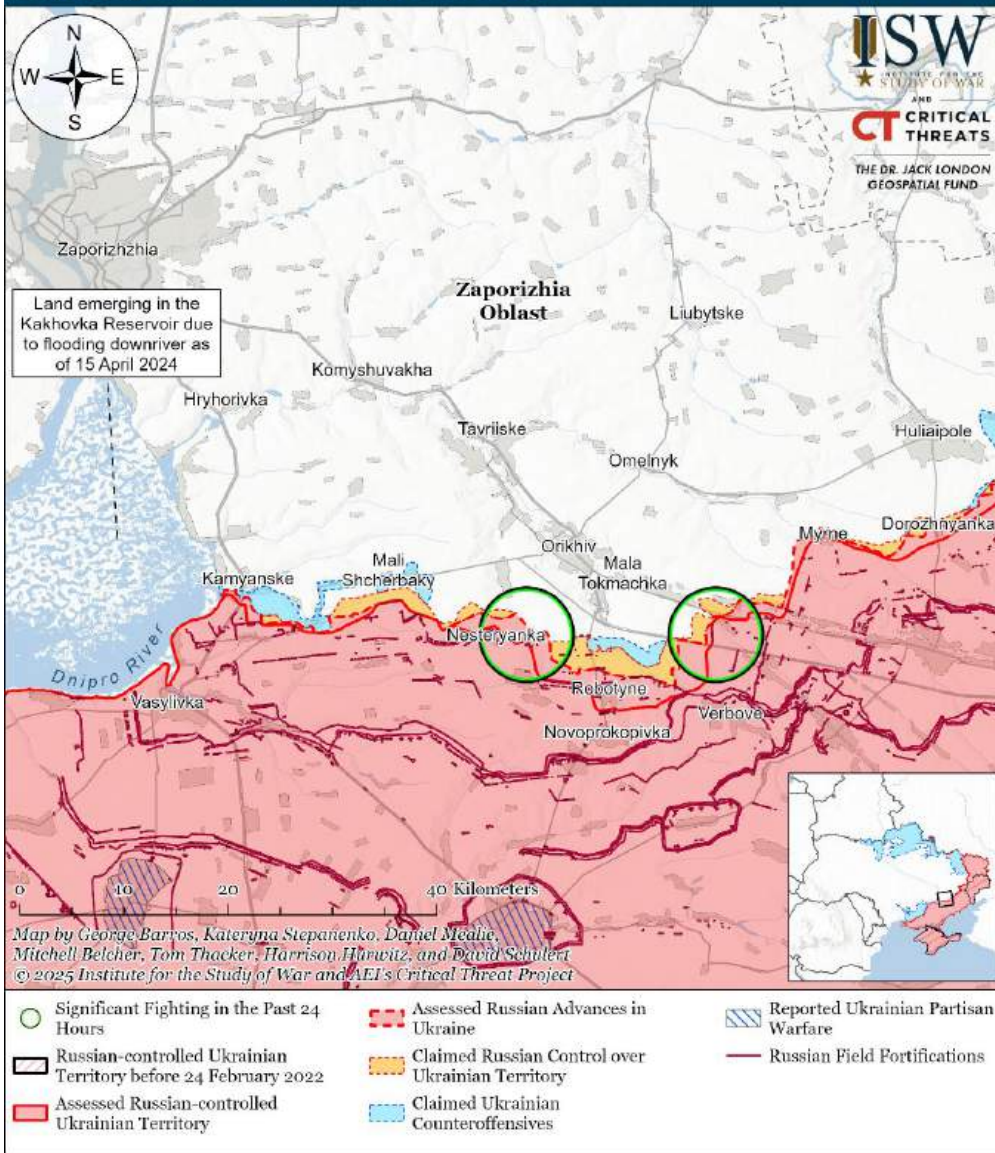 N
W E
S
ISW
INSTITUTE FOR THE
STUDY OF WAR
AND
CT CRITICAL
THREATS
THE DR. JACK LONDON
GEOSPATIAL FUND
Zaporizhzhia
Land emerging in the
Kakhovka Reservoir due
to flooding downriver as
of 15 April 2024
Zaporizhia
Oblast
Liubytske
Komyshuvakha
Hryhorivka
Tavriiske
Huliaipole
Omelnyk
Orikhiv
Myrne
Dorozhnyanka
Mala
Tokmachka
Mali
Shcherbaky
Kamyanske
Nesteryanka
Dnipro River
Robotyne
Vasylivka
Verbove
Novoprokopivka
0 10 20 40 Kilometers
Map by George Barros, Kateryna Stepanenko, Daniel Mealie,
Mitchell Belcher, Tom Thacker, Harrison Hurwitz, and David Schulert
© 2025 Institute for the Study of War and AEI's Critical Threat Project
Significant Fighting in the Past 24
Hours
Russian-controlled Ukrainian
Territory before 24 February 2022
Assessed Russian-controlled
Ukrainian Territory
Assessed Russian Advances in
Ukraine
Claimed Russian Control over
Ukrainian Territory
Claimed Ukrainian
Counteroffensives
Reported Ukrainian Partisan
Warfare
Russian Field Fortifications